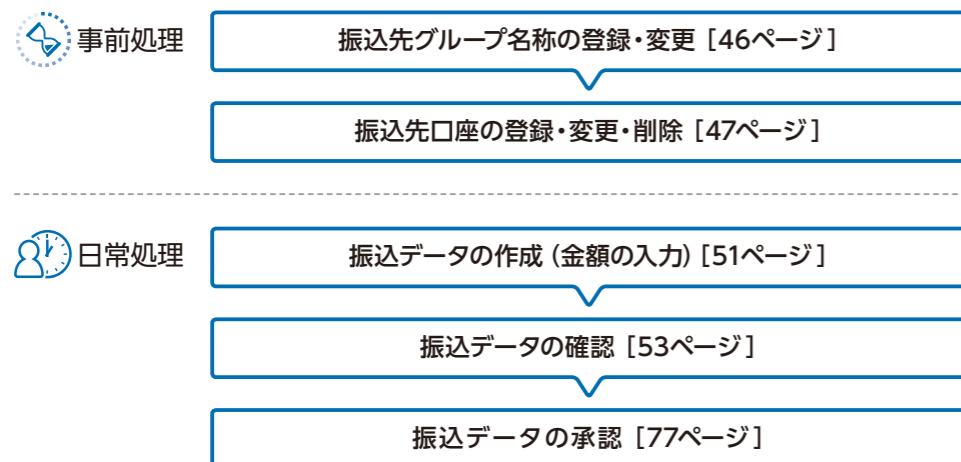 事前処理
振込先グループ名称の登録・変更［46ページ］
振込先口座の登録・変更・削除［47ページ］
日常処理
振込データの作成（金額の入力）［51ページ］
振込データの確認［53ページ］
振込データの承認［77ページ］